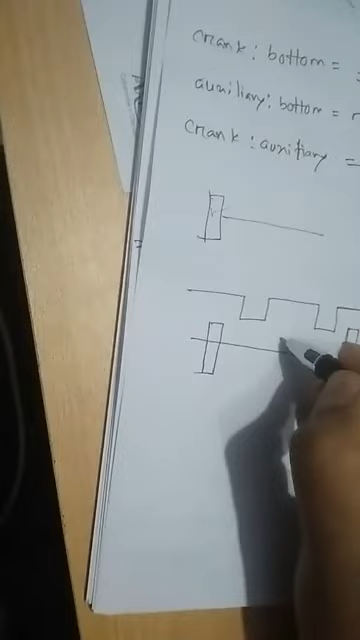 crank : bottom =
auxiliary : bottom =
crank : auxiliary =